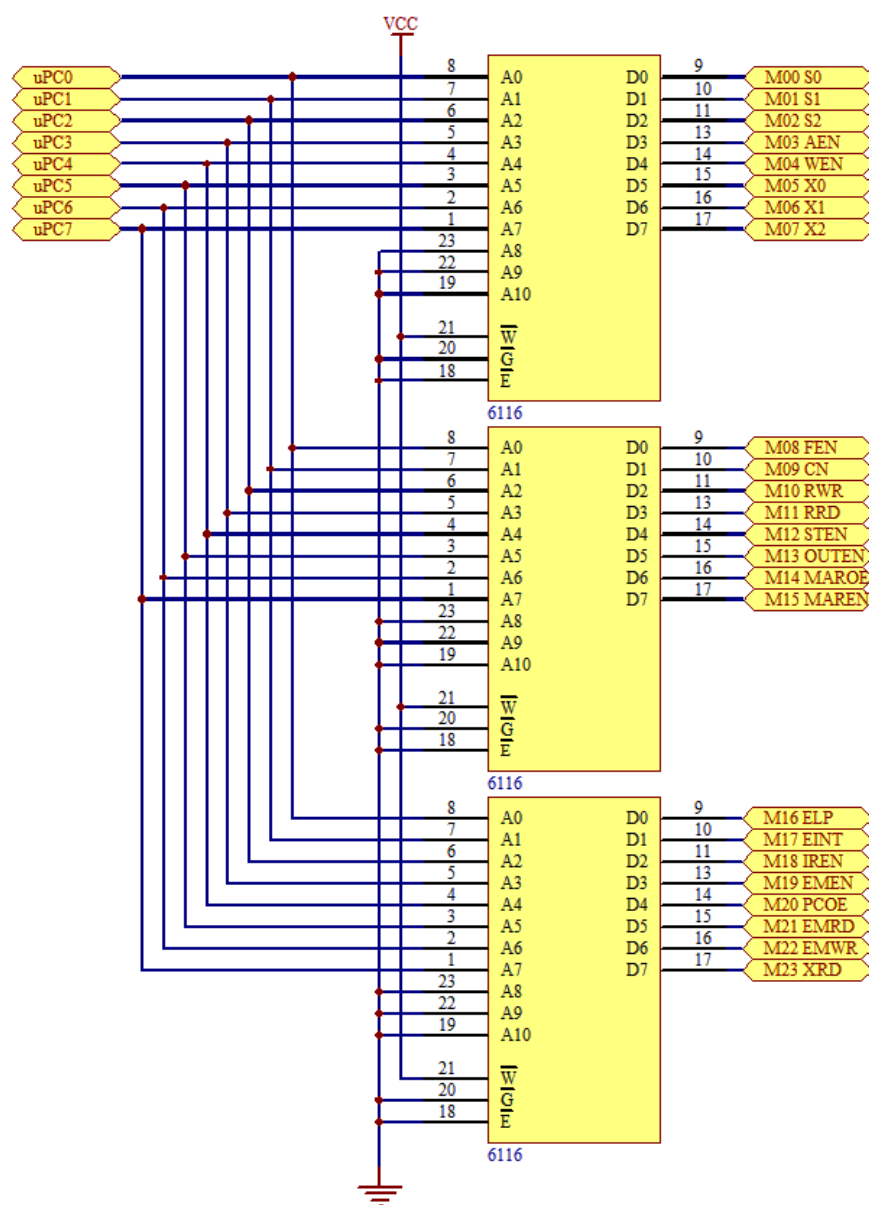 VCC
8 A0 D0 9
uPC0 M00 S0
7 A1 D1 10
uPC1 M01 S1
6 A2 D2 11
uPC2 M02 S2
5 A3 D3 13
uPC3 M03 AEN
4 A4 D4 14
uPC4 M04 WEN
3 A5 D5 15
uPC5 M05 X0
2 A6 D6 16
uPC6 M06 X1
1 A7 D7 17
uPC7 M07 X2
23 A8
22 A9
19 A10
21 W
20 G
18 E
6116
8 A0 D0 9 M08 FEN
7 A1 D1 10 M09 CN
6 A2 D2 11 M10 RWR
5 A3 D3 13 M11 RRD
4 A4 D4 14 M12 STEN
3 A5 D5 15 M13 OUTEN
2 A6 D6 16 M14 MAROE
1 A7 D7 17 M15 MAREN
23 A8
22 A9
19 A10
21 W
20 G
18 E
6116
8 A0 D0 9 M16 ELP
7 A1 D1 10 M17 EINT
6 A2 D2 11 M18 IREN
5 A3 D3 13 M19 EMEN
4 A4 D4 14 M20 PCOE
3 A5 D5 15 M21 EMRD
2 A6 D6 16 M22 EMWR
1 A7 D7 17 M23 XRD
23 A8
22 A9
19 A10
21 W
20 G
18 E
6116